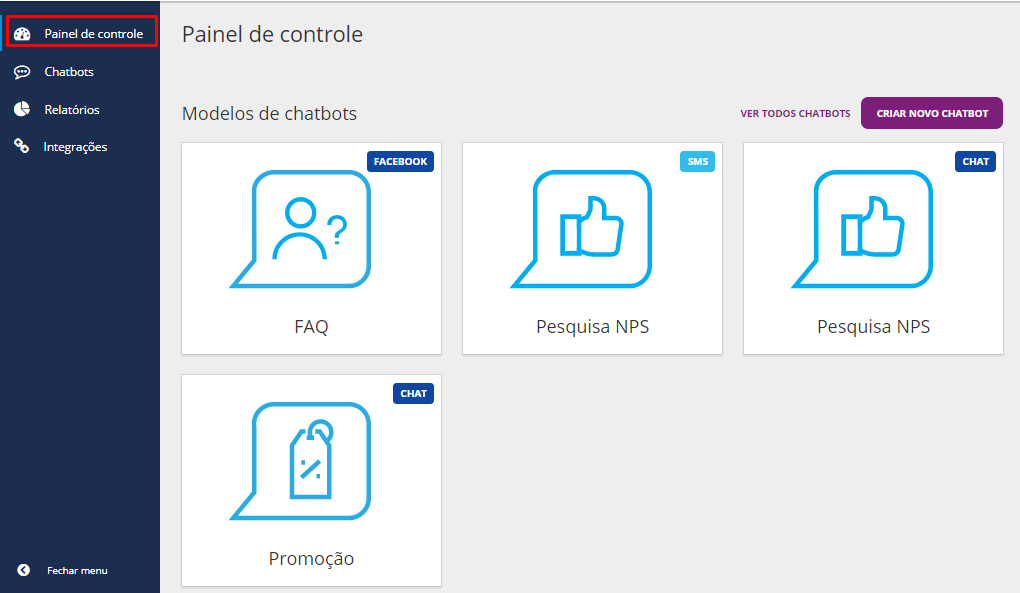 Painel de controle
Chatbots
Relatórios
Integrações
Fechar menu
Painel de controle
Modelos de chatbots
VER TODOS CHATBOTS
CRIAR NOVO CHATBOT
FACEBOOK
FAQ
SMS
Pesquisa NPS
CHAT
Pesquisa NPS
CHAT
Promoção